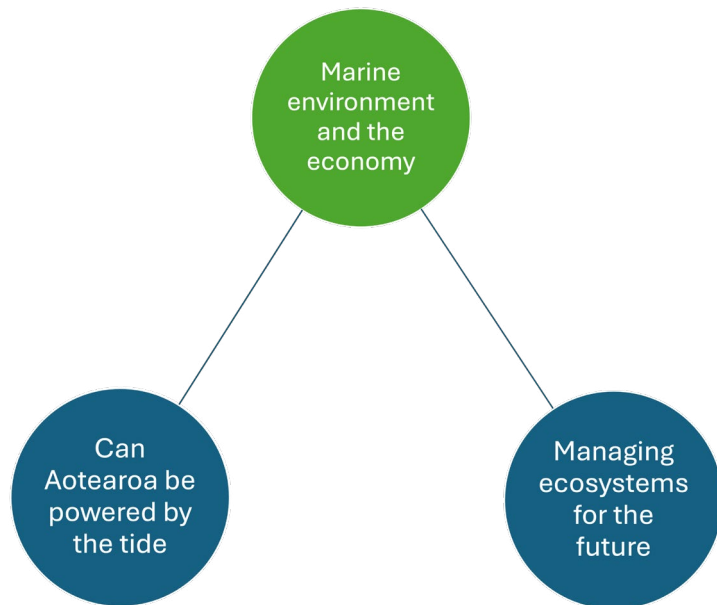 Marine
environment
and the
economy
Can
Aotearoa be
powered by
the tide
Managing
ecosystems
for the
future